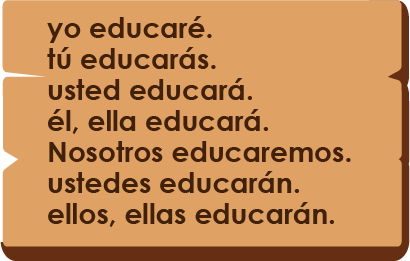 yo educaré.
tú educarás.
usted educará.
él, ella educará.
Nosotros educaremos.
ustedes educarán.
ellos, ellas educarán.